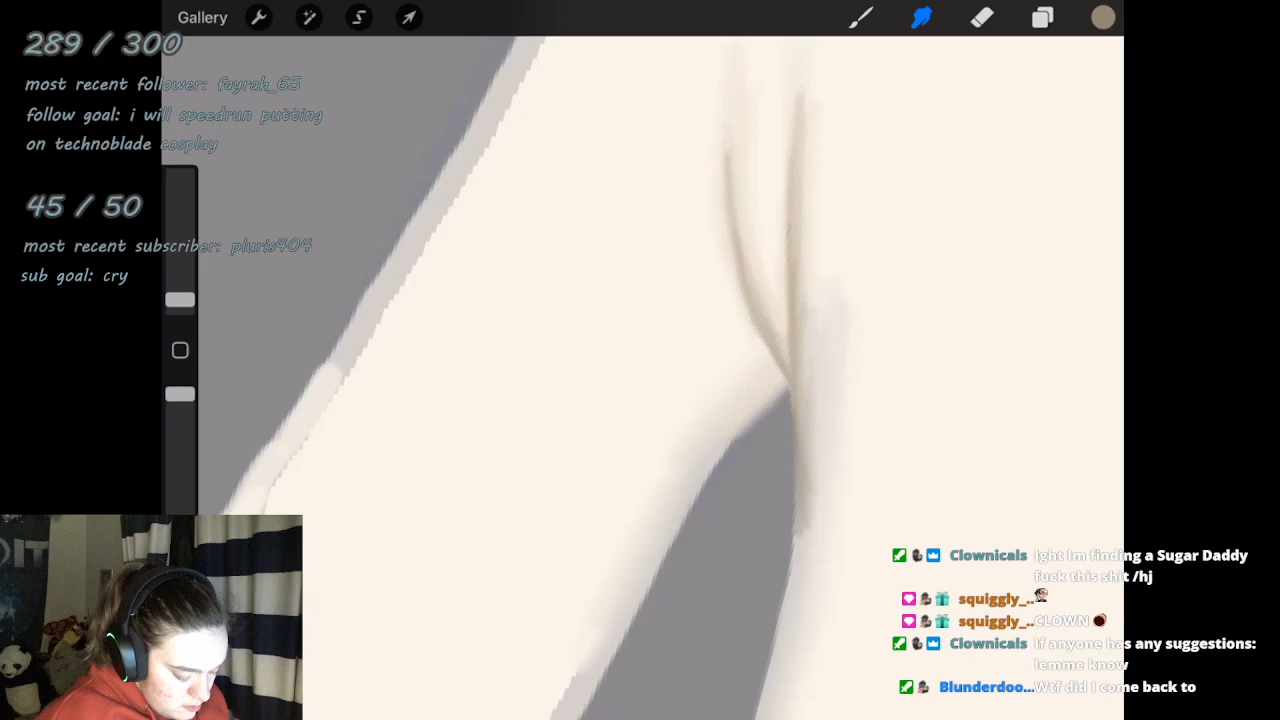 Gallery
289 / 300
most recent follower: fayrah_65
follow goal: i will speedrun putting
on technoblade cosplay
45 / 50
most recent subscriber: pluris404
sub goal: cry
Clownicals Ight Im finding a Sugar Daddy
fuck this shit /hj
squiggly_..
squiggly_.. CLOWN
Clownicals If anyone has any suggestions:
lemme know
Blunderdoo... Wtf did I come back to